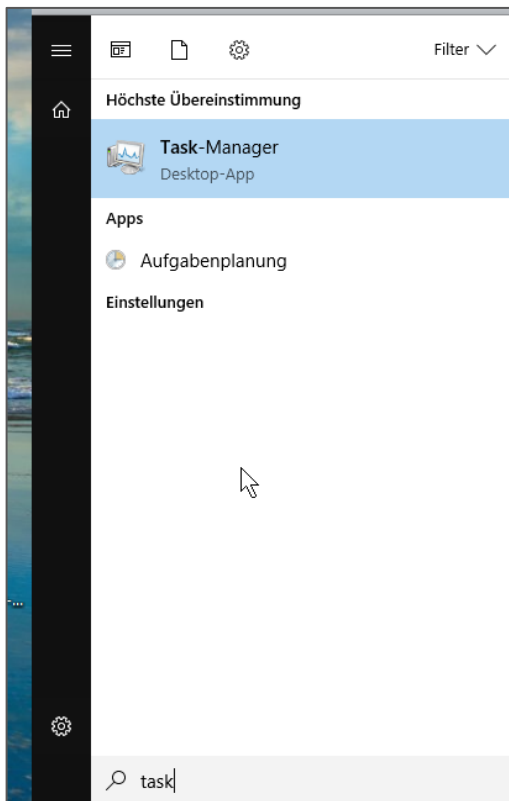 Filter
Höchste Übereinstimmung
Task-Manager
Desktop-App
Apps
Aufgabenplanung
Einstellungen
-...
task